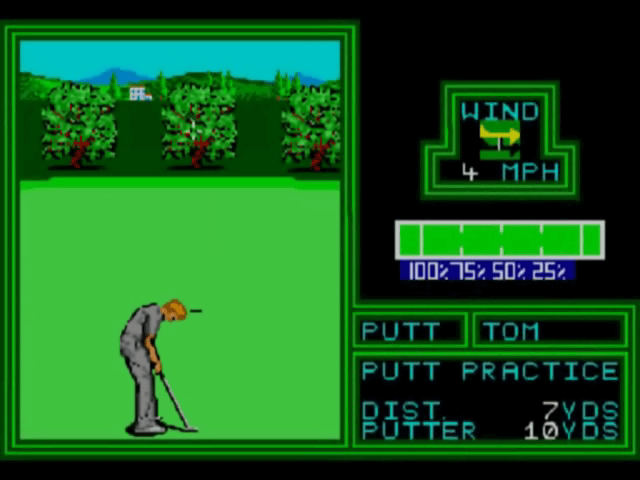 WIND
4 MPH
100% 75% 50% 25%
PUTT TOM
PUTT PRACTICE
DIST. 7YDS
PUTTER 10YDS